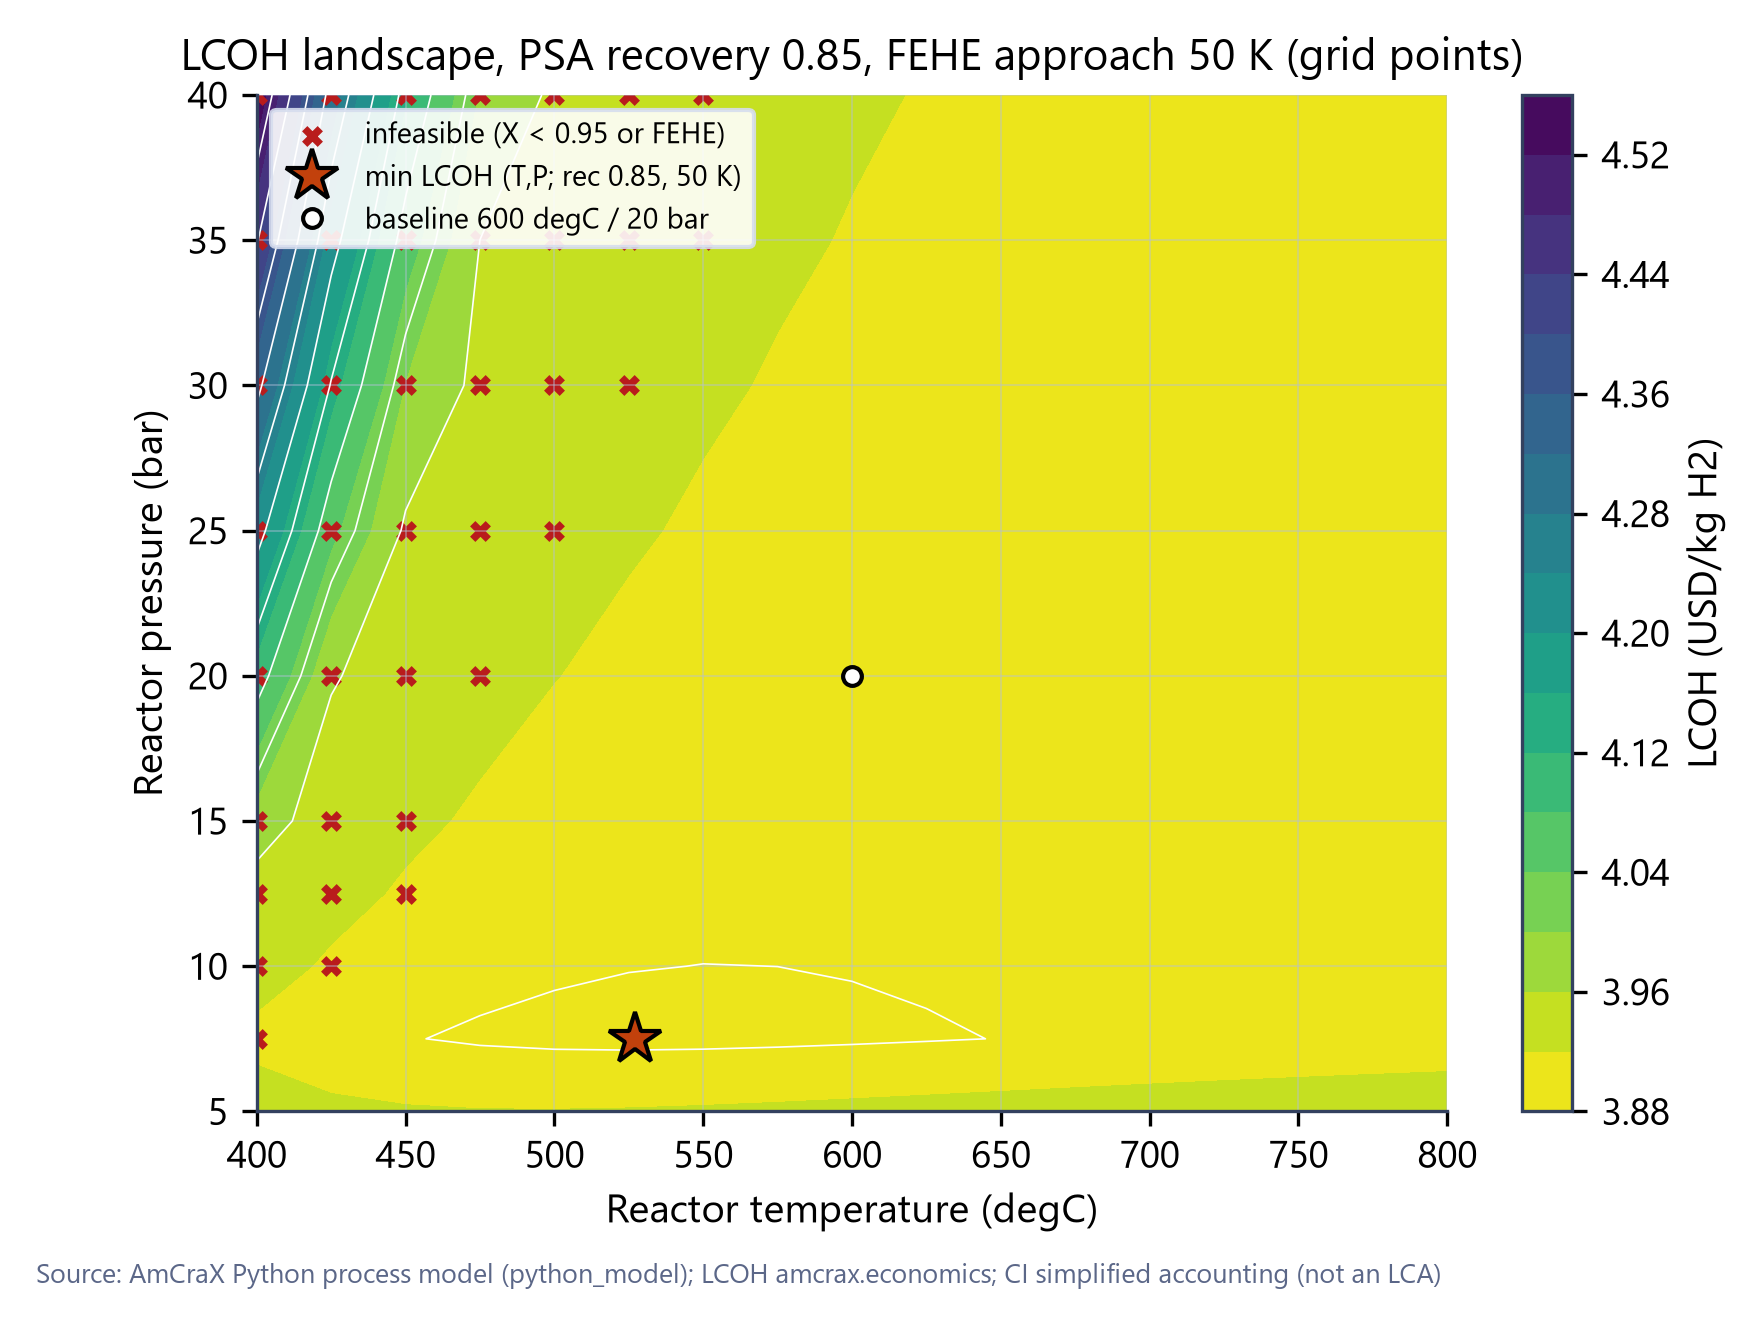 LCOH landscape, PSA recovery 0.85, FEHE approach 50 K (grid points)
infeasible (X < 0.95 or FEHE)
min LCOH (T,P; rec 0.85, 50 K)
baseline 600 degC / 20 bar
Reactor pressure (bar)
40
35
30
25
20
15
10
5
400 450 500 550 600 650 700 750 800
Reactor temperature (degC)
4.52
4.44
4.36
4.28
4.20
4.12
4.04
3.96
3.88
LCOH (USD/kg H2)
Source: AmCraX Python process model (python_model); LCOH amcrax.economics; CI simplified accounting (not an LCA)